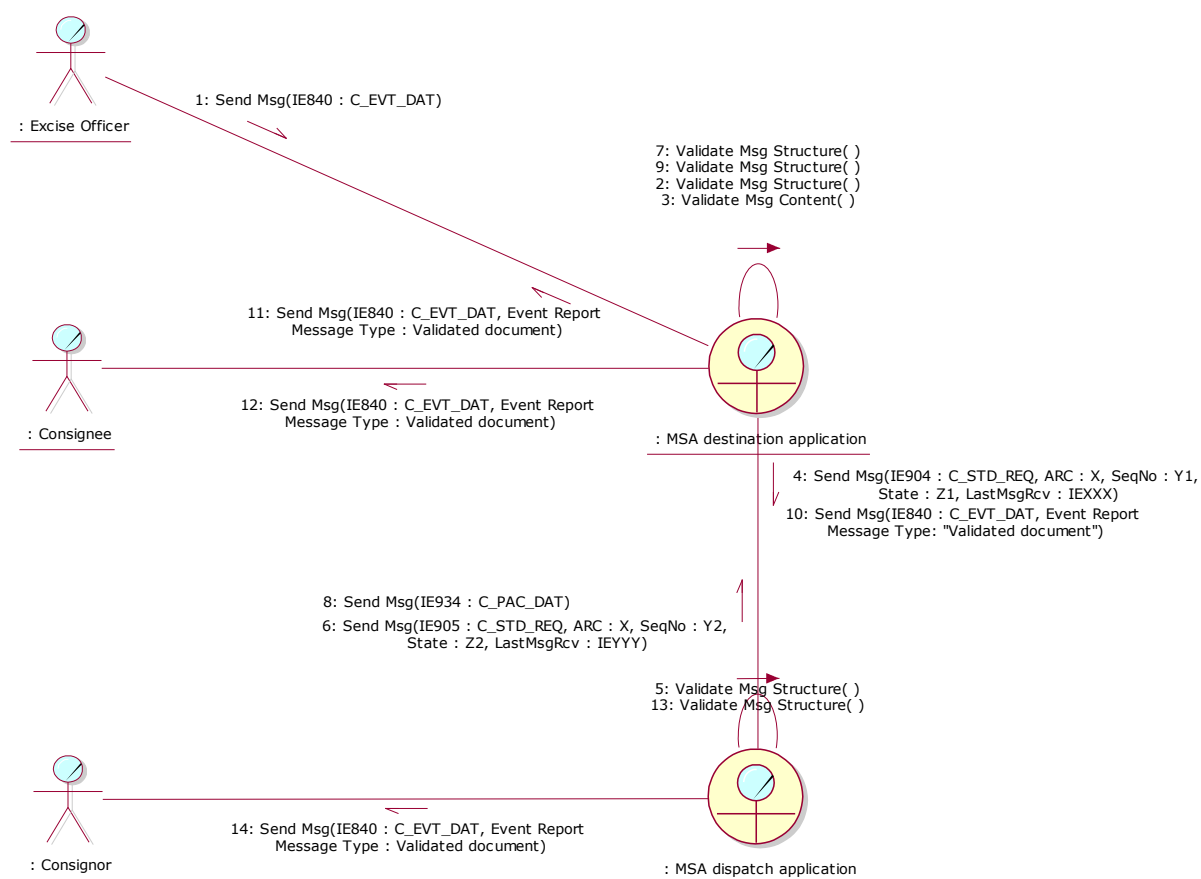 1: Send Msg(IE840 : C_EVT_DAT)
: Excise Officer
7: Validate Msg Structure( )
9: Validate Msg Structure( )
2: Validate Msg Structure( )
3: Validate Msg Content( )
11: Send Msg(IE840 : C_EVT_DAT, Event Report
Message Type : Validated document)
12: Send Msg(IE840 : C_EVT_DAT, Event Report
Message Type : Validated document)
: Consignee
: MSA destination application
4: Send Msg(IE904 : C_STD_REQ, ARC : X, SeqNo : Y1,
State : Z1, LastMsgRcv : IEXXX)
10: Send Msg(IE840 : C_EVT_DAT, Event Report
Message Type: "Validated document")
8: Send Msg(IE934 : C_PAC_DAT)
6: Send Msg(IE905 : C_STD_REQ, ARC : X, SeqNo : Y2,
State : Z2, LastMsgRcv : IEYYY)
5: Validate Msg Structure( )
13: Validate Msg Structure( )
14: Send Msg(IE840 : C_EVT_DAT, Event Report
Message Type : Validated document)
: Consignor
: MSA dispatch application